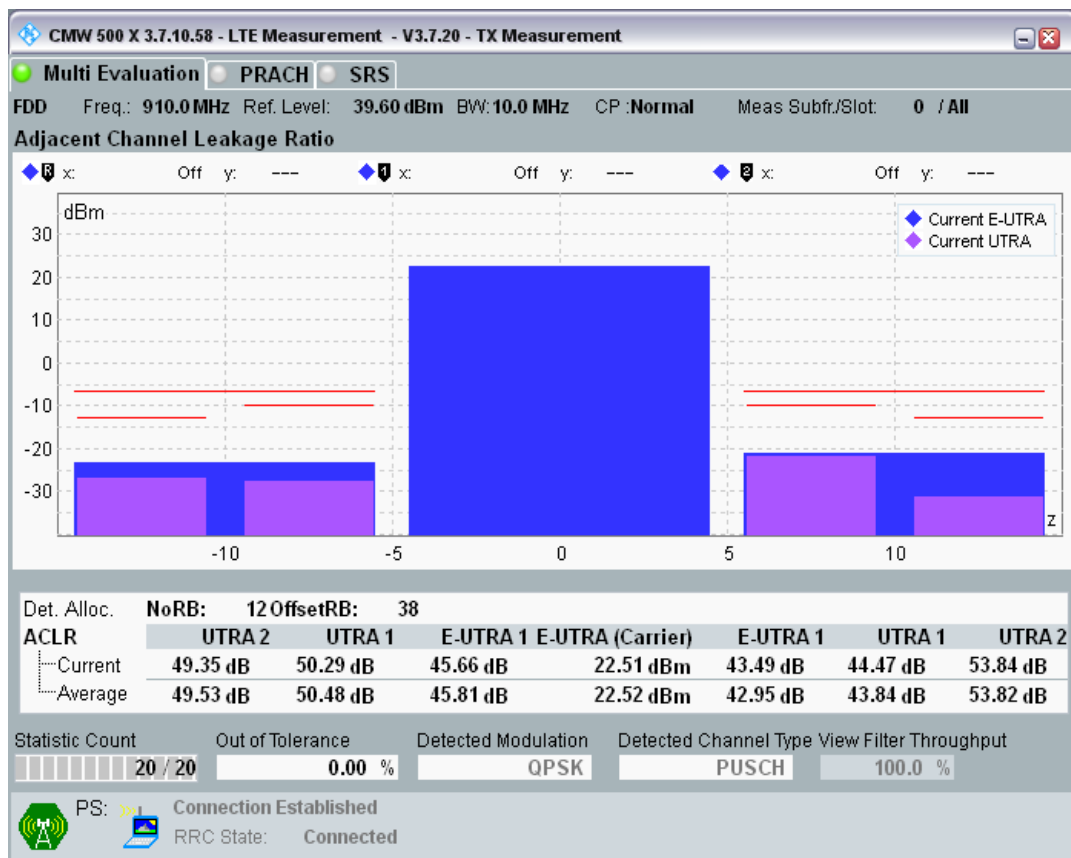 CMW 500 X 3.7.10.58 - LTE Measurement - V3.7.20 - TX Measurement
Multi Evaluation PRACH SRS
FDD Freq.: 910.0 MHz Ref. Level: 39.60 dBm BW: 10.0 MHz CP :Normal Meas Subfr./Slot: 0 / All
Adjacent Channel Leakage Ratio
R x: Off y: --- 1 x: Off y: --- 2 x: Off y: ---
dBm
Current E-UTRA
Current UTRA
30
20
10
0
-10
-20
-30
z
-10 -5 0 5 10
Det. Alloc. NoRB: 12 OffsetRB: 38
ACLR UTRA 2 UTRA 1 E-UTRA 1 E-UTRA (Carrier) E-UTRA 1 UTRA 1 UTRA 2
Current 49.35 dB 50.29 dB 45.66 dB 22.51 dBm 43.49 dB 44.47 dB 53.84 dB
Average 49.53 dB 50.48 dB 45.81 dB 22.52 dBm 42.95 dB 43.84 dB 53.82 dB
Statistic Count Out of Tolerance Detected Modulation Detected Channel Type View Filter Throughput
20 / 20 0.00 % QPSK PUSCH 100.0 %
PS: Connection Established
RRC State: Connected